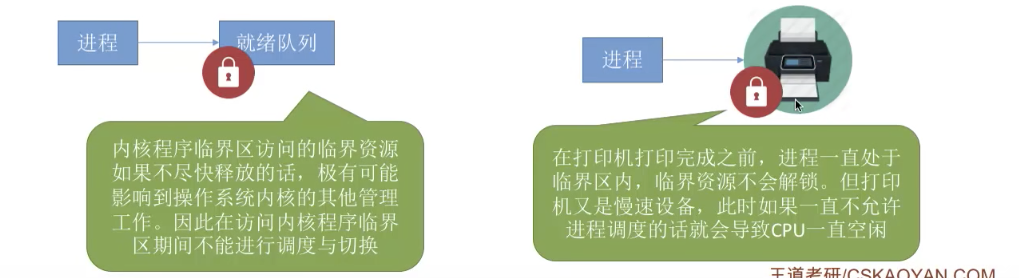 进程
就绪队列
内核程序临界区访问的临界资源
如果不尽快释放的话，极有可能
影响到操作系统内核的其他管理
工作。因此在访问内核程序临界
区期间不能进行调度与切换
进程
在打印机打印完成之前，进程一直处于
临界区内，临界资源不会解锁。但打印
机又是慢速设备，此时如果一直不允许
进程调度的话就会导致CPU一直空闲
王道考研/CSKAOYAN.COM